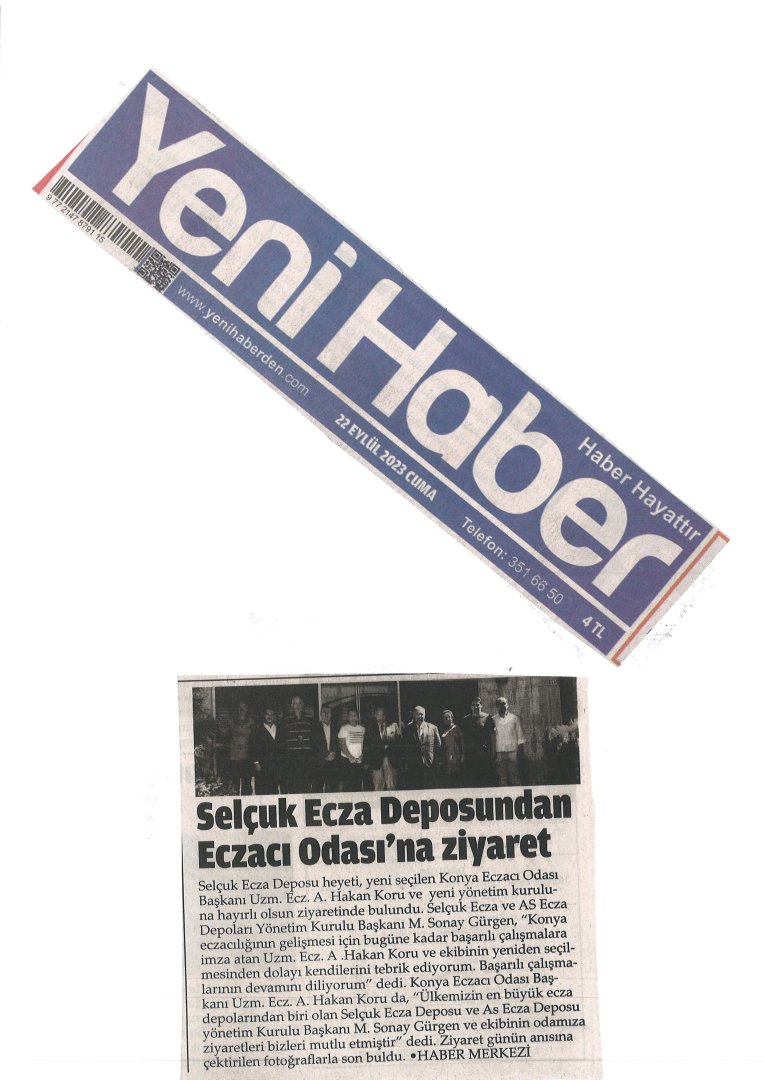 Yeni Haber
Haber Hayattır
9 772147 879115
www.yenihaberden.com
22 EYLÜL 2023 CUMA
Telefon: 351 66 50
4 TL
Selçuk Ecza Deposundan
Eczacı Odası’na ziyaret
Selçuk Ecza Deposu heyeti, yeni seçilen Konya Eczacı Odası
Başkanı Uzm. Ecz. A. Hakan Koru ve yeni yönetim kurulu-
na hayırlı olsun ziyaretinde bulundu. Selçuk Ecza ve AS Ecza
Depoları Yönetim Kurulu Başkanı M. Sonay Gürgen, “Konya
eczacılığının gelişmesi için bugüne kadar başarılı çalışmalara
imza atan Uzm. Ecz. A .Hakan Koru ve ekibinin yeniden seçil-
mesinden dolayı kendilerini tebrik ediyorum. Başarılı çalışma-
larının devamını diliyorum” dedi. Konya Eczacı Odası Baş-
kanı Uzm. Ecz. A. Hakan Koru da, “Ülkemizin en büyük ecza
depolarından biri olan Selçuk Ecza Deposu ve As Ecza Deposu
yönetim Kurulu Başkanı M. Sonay Gürgen ve ekibinin odamıza
ziyaretleri bizleri mutlu etmiştir” dedi. Ziyaret günün anısına
çektirilen fotoğraflarla son buldu. •HABER MERKEZİ